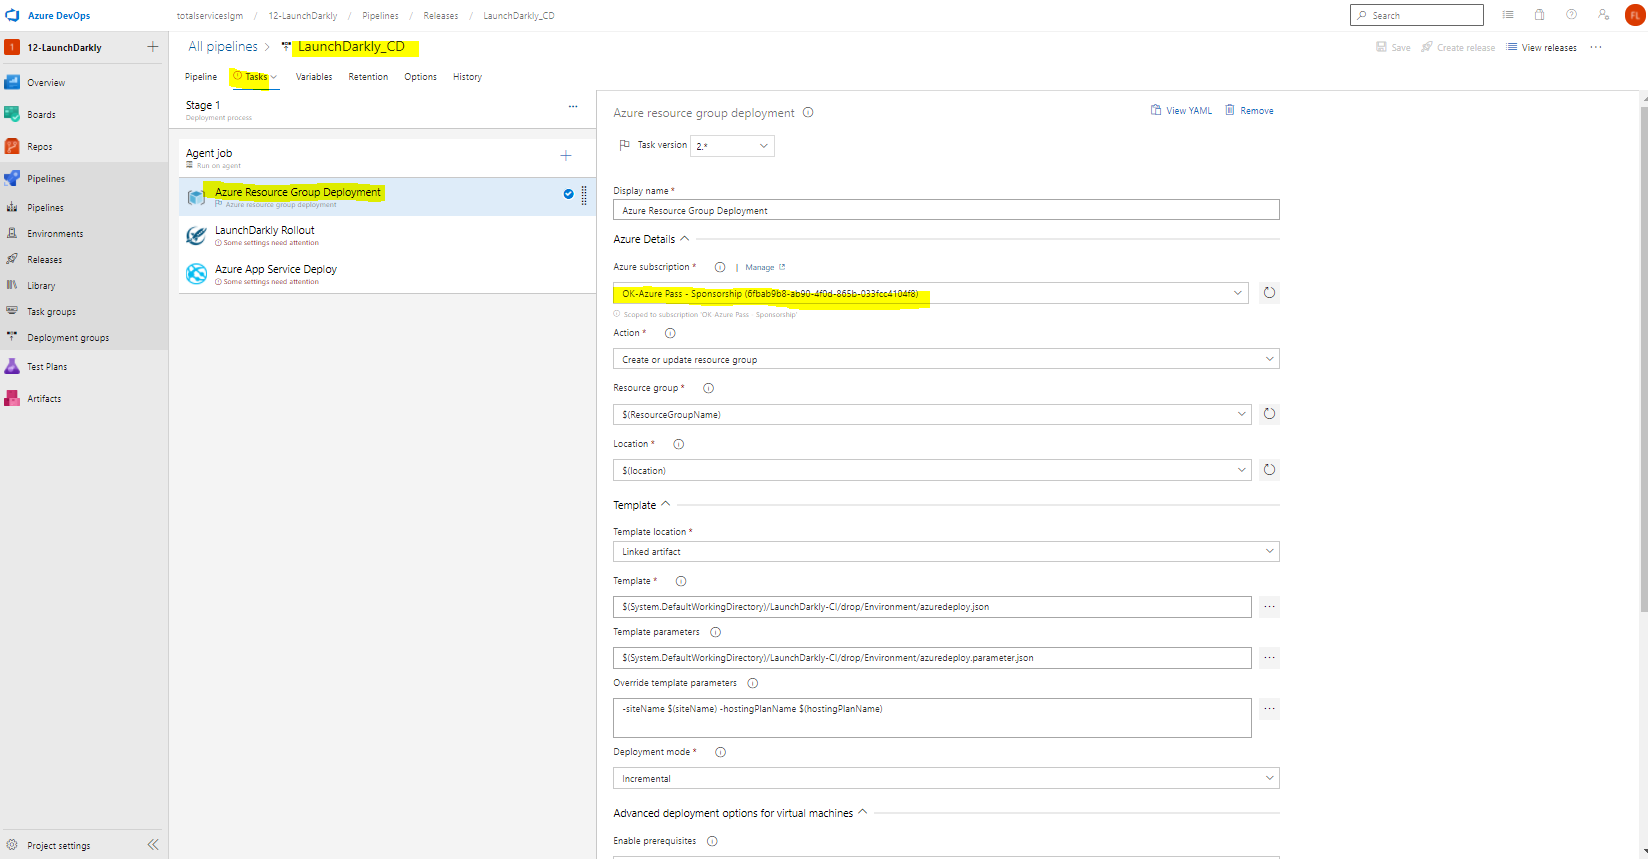 Azure DevOps
totalserviceslgm / 12-LaunchDarkly / Pipelines / Releases / LaunchDarkly_CD
Search
FL
1 12-LaunchDarkly
All pipelines > LaunchDarkly_CD
Save Create release View releases ...
Pipeline Tasks Variables Retention Options History
Overview
Boards
Repos
Pipelines
Pipelines
Environments
Releases
Library
Task groups
Deployment groups
Test Plans
Artifacts
Project settings
Stage 1
Deployment process
Agent job
Run on agent
Azure Resource Group Deployment
Azure resource group deployment
LaunchDarkly Rollout
Some settings need attention
Azure App Service Deploy
Some settings need attention
Azure resource group deployment
View YAML Remove
Task version 2.*
Display name *
Azure Resource Group Deployment
Azure Details
Azure subscription * | Manage
OK-Azure Pass - Sponsorship (6fbab9b8-ab90-4f0d-865b-033fcc4104f8)
Scoped to subscription 'OK-Azure Pass - Sponsorship'
Action *
Create or update resource group
Resource group *
$(ResourceGroupName)
Location *
$(location)
Template
Template location *
Linked artifact
Template *
$(System.DefaultWorkingDirectory)/LaunchDarkly-CI/drop/Environment/azuredeploy.json
Template parameters
$(System.DefaultWorkingDirectory)/LaunchDarkly-CI/drop/Environment/azuredeploy.parameter.json
Override template parameters
-siteName $(siteName) -hostingPlanName $(hostingPlanName)
Deployment mode *
Incremental
Advanced deployment options for virtual machines
Enable prerequisites